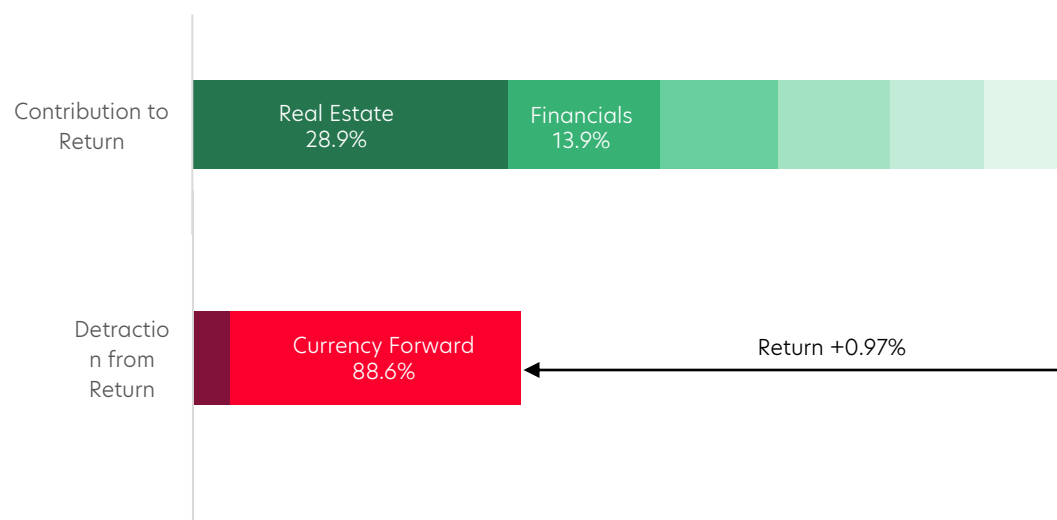 Contribution to
Return
Real Estate
28.9%
Financials
13.9%
Detractio
n from
Return
Currency Forward
88.6%
Return +0.97%